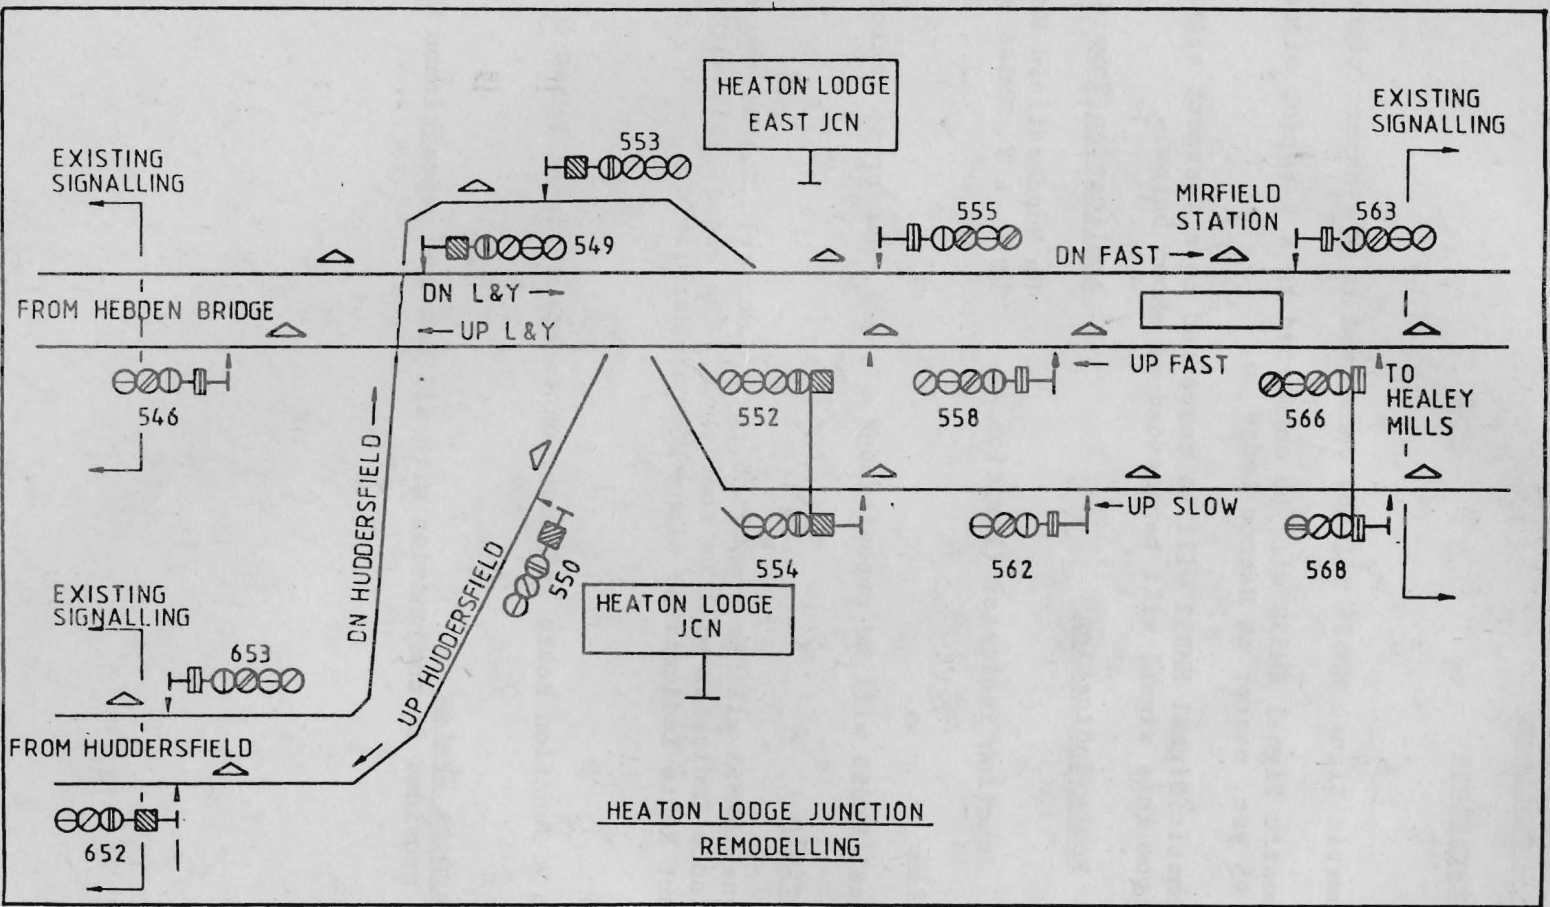 HEATON LODGE
EAST JCN
EXISTING
SIGNALLING
EXISTING
SIGNALLING
553
MIRFIELD
STATION
555
563
549
DN FAST
DN L&Y
FROM HEBDEN BRIDGE
UP L&Y
UP FAST
546
552
558
566
TO
HEALEY
MILLS
UP SLOW
DN HUDDERSFIELD
UP HUDDERSFIELD
550
554
562
568
EXISTING
SIGNALLING
HEATON LODGE
JCN
653
FROM HUDDERSFIELD
652
HEATON LODGE JUNCTION
REMODELLING